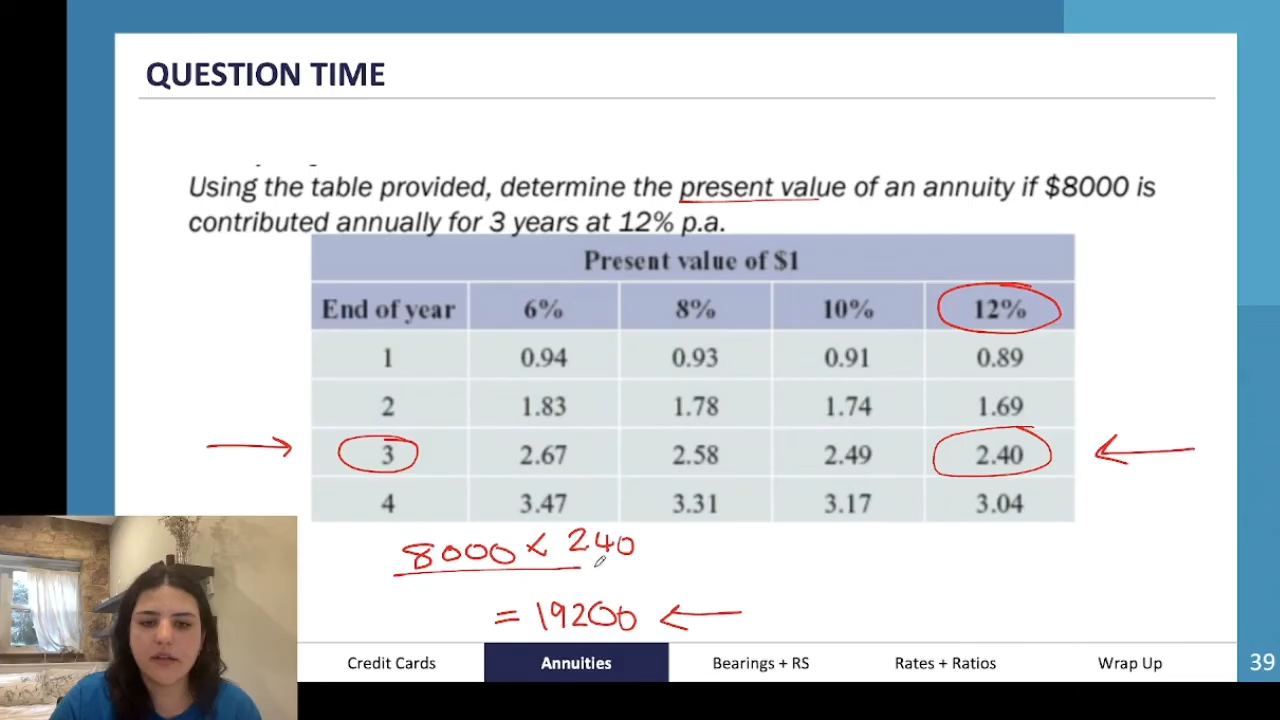 QUESTION TIME
Using the table provided, determine the present value of an annuity if $8000 is
contributed annually for 3 years at 12% p.a.
Present value of $1
End of year 6% 8% 10% 12%
1 0.94 0.93 0.91 0.89
2 1.83 1.78 1.74 1.69
3 2.67 2.58 2.49 2.40
4 3.47 3.31 3.17 3.04
8000 × 240
= 19200
Credit Cards Annuities Bearings + RS Rates + Ratios Wrap Up 39